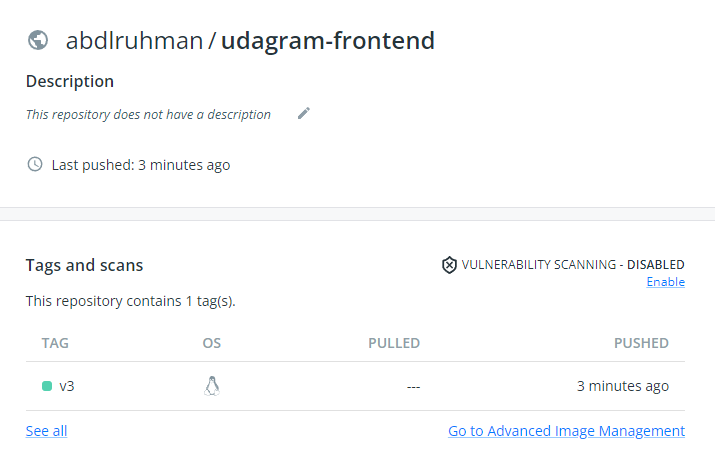 abdlruhman / udagram-frontend
Description
This repository does not have a description
Last pushed: 3 minutes ago
Tags and scans
VULNERABILITY SCANNING - DISABLED
Enable
This repository contains 1 tag(s).
TAG OS PULLED PUSHED
v3 --- 3 minutes ago
See all Go to Advanced Image Management